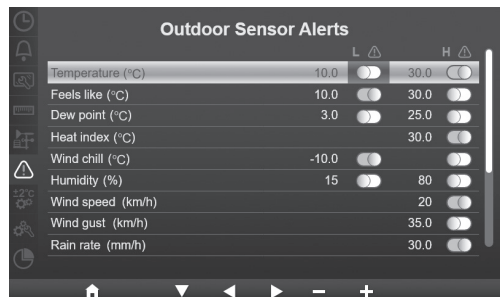 Outdoor Sensor Alerts
L H
Temperature (°C) 10.0 30.0
Feels like (°C) 10.0 30.0
Dew point (°C) 3.0 25.0
Heat index (°C) 30.0
Wind chill (°C) -10.0
Humidity (%) 15 80
Wind speed (km/h) 20
Wind gust (km/h) 35.0
Rain rate (mm/h) 30.0
±2°C